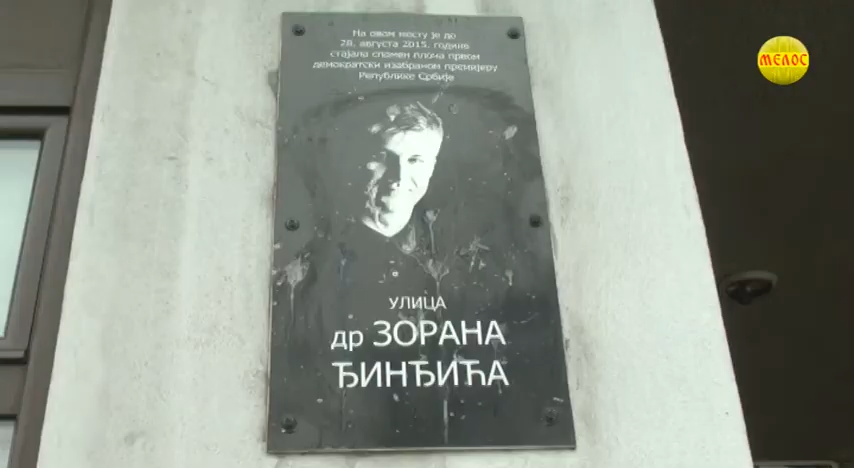 На овом месту је до
28. августа 2015. године
стајала спомен плоча првом
демократски изабраном премијеру
Републике Србије
УЛИЦА
др ЗОРАНА
ЂИНЂИЋА
МЕЛОС